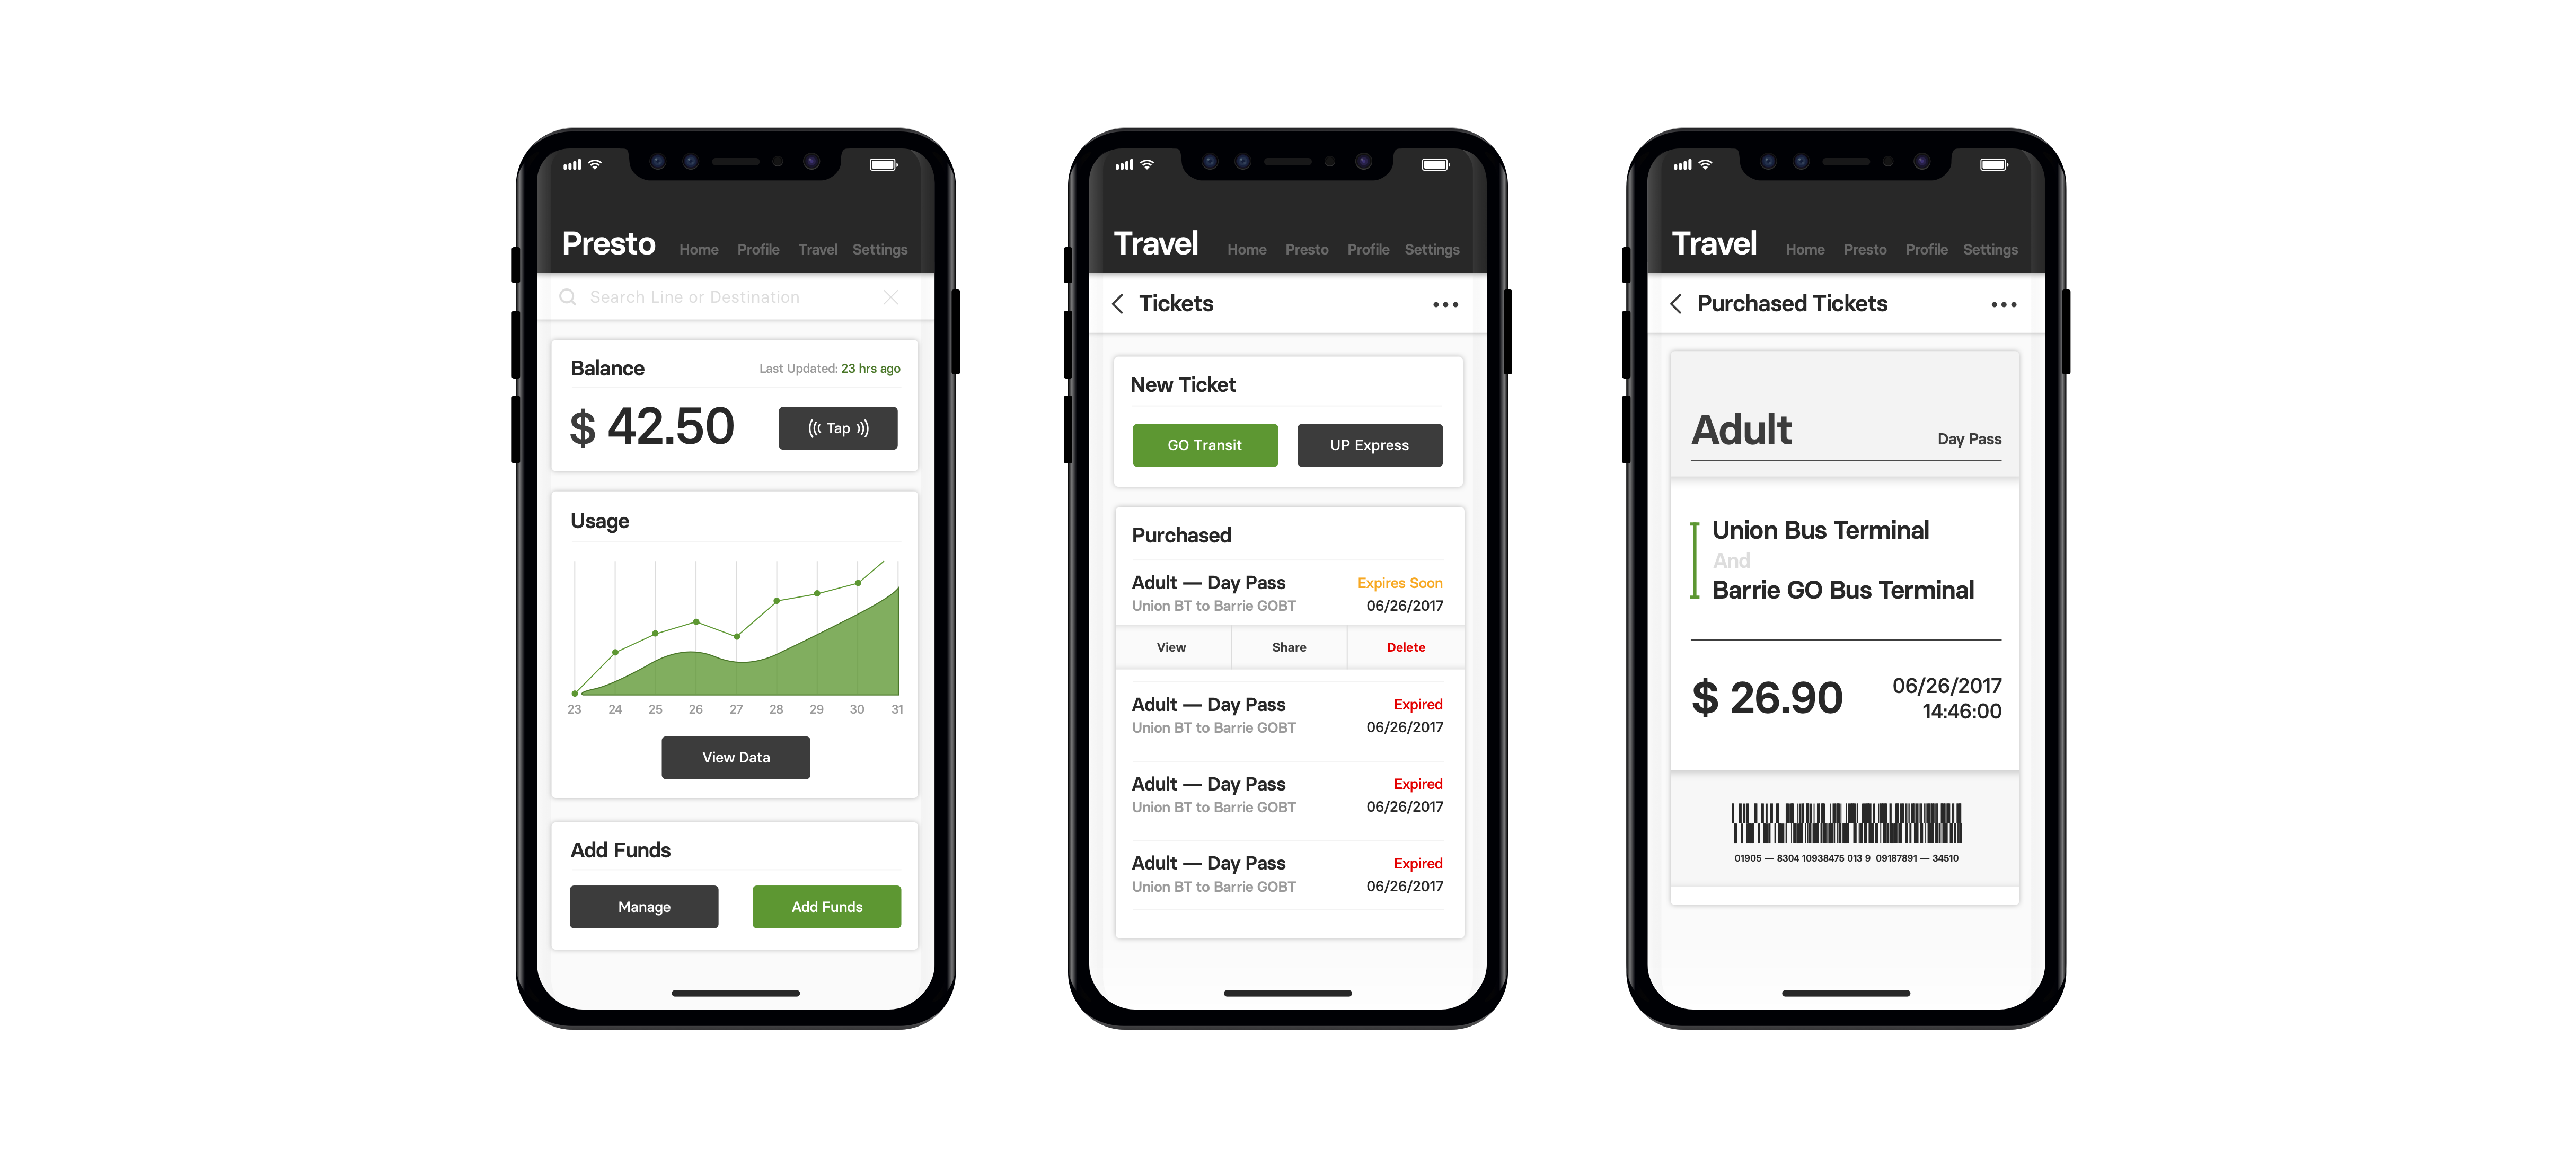 Presto Home Profile Travel Settings
Search Line or Destination
Balance Last Updated: 23 hrs ago
$ 42.50 Tap
Usage
23 24 25 26 27 28 29 30 31
View Data
Add Funds
Manage Add Funds
Travel Home Presto Profile Settings
Tickets
New Ticket
GO Transit UP Express
Purchased
Adult — Day Pass Expires Soon
Union BT to Barrie GOBT 06/26/2017
View Share Delete
Adult — Day Pass Expired
Union BT to Barrie GOBT 06/26/2017
Adult — Day Pass Expired
Union BT to Barrie GOBT 06/26/2017
Adult — Day Pass Expired
Union BT to Barrie GOBT 06/26/2017
Travel Home Presto Profile Settings
Purchased Tickets
Adult Day Pass
Union Bus Terminal
And
Barrie GO Bus Terminal
$ 26.90 06/26/2017
14:46:00
01905 — 8304 10938475 013 9 09187891 — 34510